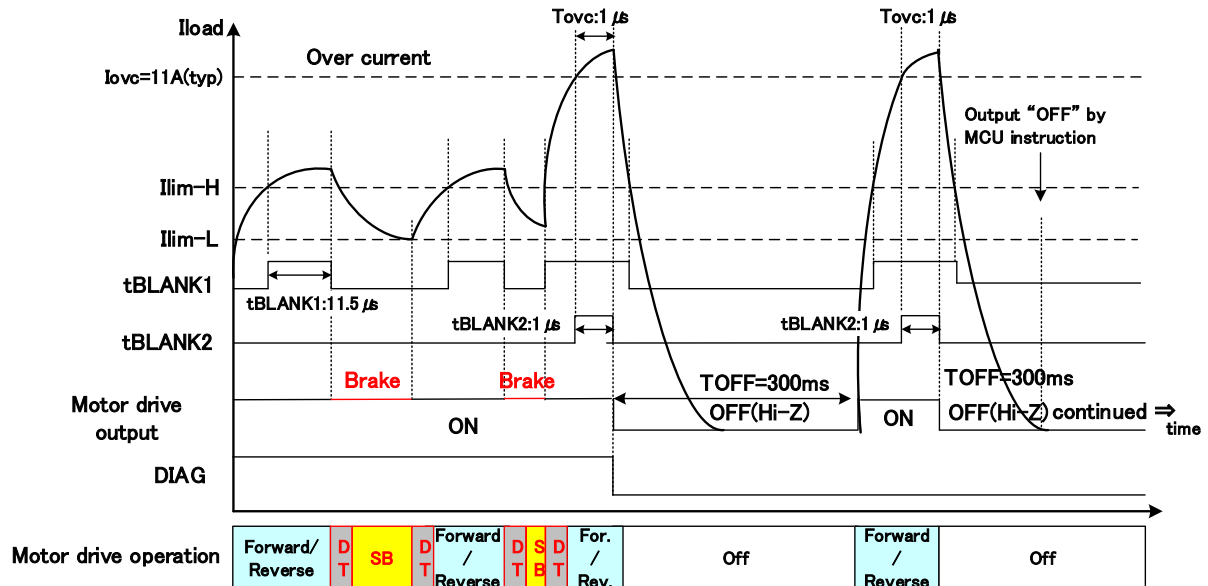 Tovc:1 μs
Tovc:1 μs
Iload
Over current
Iovc=11A(typ)
Output “OFF” by
MCU instruction
Ilim-H
Ilim-L
tBLANK1
tBLANK1:11.5 μs
tBLANK2:1 μs
tBLANK2:1 μs
tBLANK2
Brake
Brake
TOFF=300ms
TOFF=300ms
Motor drive
output
ON
OFF(Hi-Z)
ON
OFF(Hi-Z) continued ⇒
time
DIAG
Motor drive operation
Forward/
Reverse
D
T
SB
D
T
Forward
/
Reverse
D
T
S
B
D
T
For.
/
Rev.
Off
Forward
/
Reverse
Off